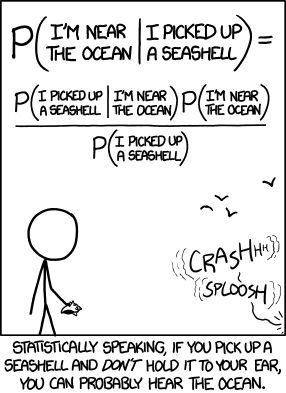 P(I'M NEAR THE OCEAN | I PICKED UP A SEASHELL) =
P(I PICKED UP A SEASHELL | I'M NEAR THE OCEAN) P(I'M NEAR THE OCEAN)
P(I PICKED UP A SEASHELL)
CRASHHHH
SPLOOSH
STATISTICALLY SPEAKING, IF YOU PICK UP A
SEASHELL AND DON'T HOLD IT TO YOUR EAR,
YOU CAN PROBABLY HEAR THE OCEAN.